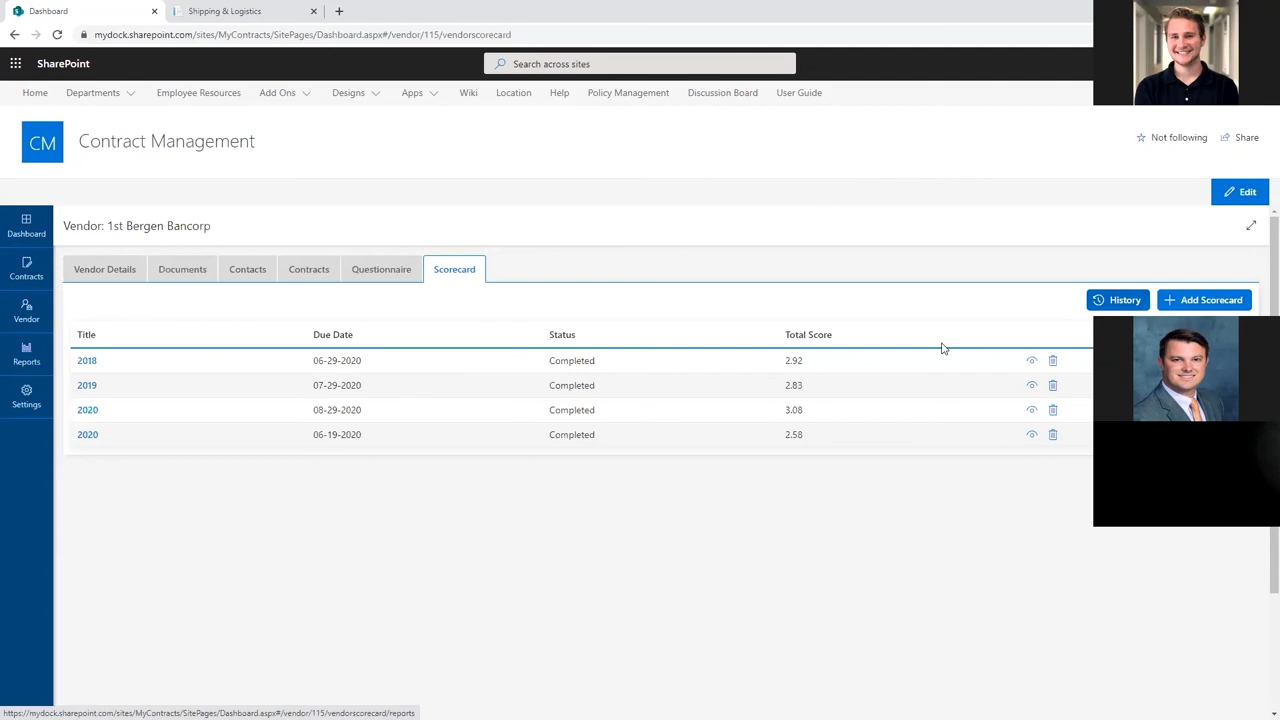 Dashboard
Shipping & Logistics
mydock.sharepoint.com/sites/MyContracts/SitePages/Dashboard.aspx#/vendor/115/vendorscorecard
SharePoint
Search across sites
Home Departments Employee Resources Add Ons Designs Apps Wiki Location Help Policy Management Discussion Board User Guide
CM
Contract Management
Not following
Share
Edit
Dashboard
Contracts
Vendor
Reports
Settings
Vendor: 1st Bergen Bancorp
Vendor Details Documents Contacts Contracts Questionnaire Scorecard
History
Add Scorecard
Title Due Date Status Total Score
2018 06-29-2020 Completed 2.92
2019 07-29-2020 Completed 2.83
2020 08-29-2020 Completed 3.08
2020 06-19-2020 Completed 2.58
https://mydock.sharepoint.com/sites/MyContracts/SitePages/Dashboard.aspx#/vendor/115/vendorscorecard/reports